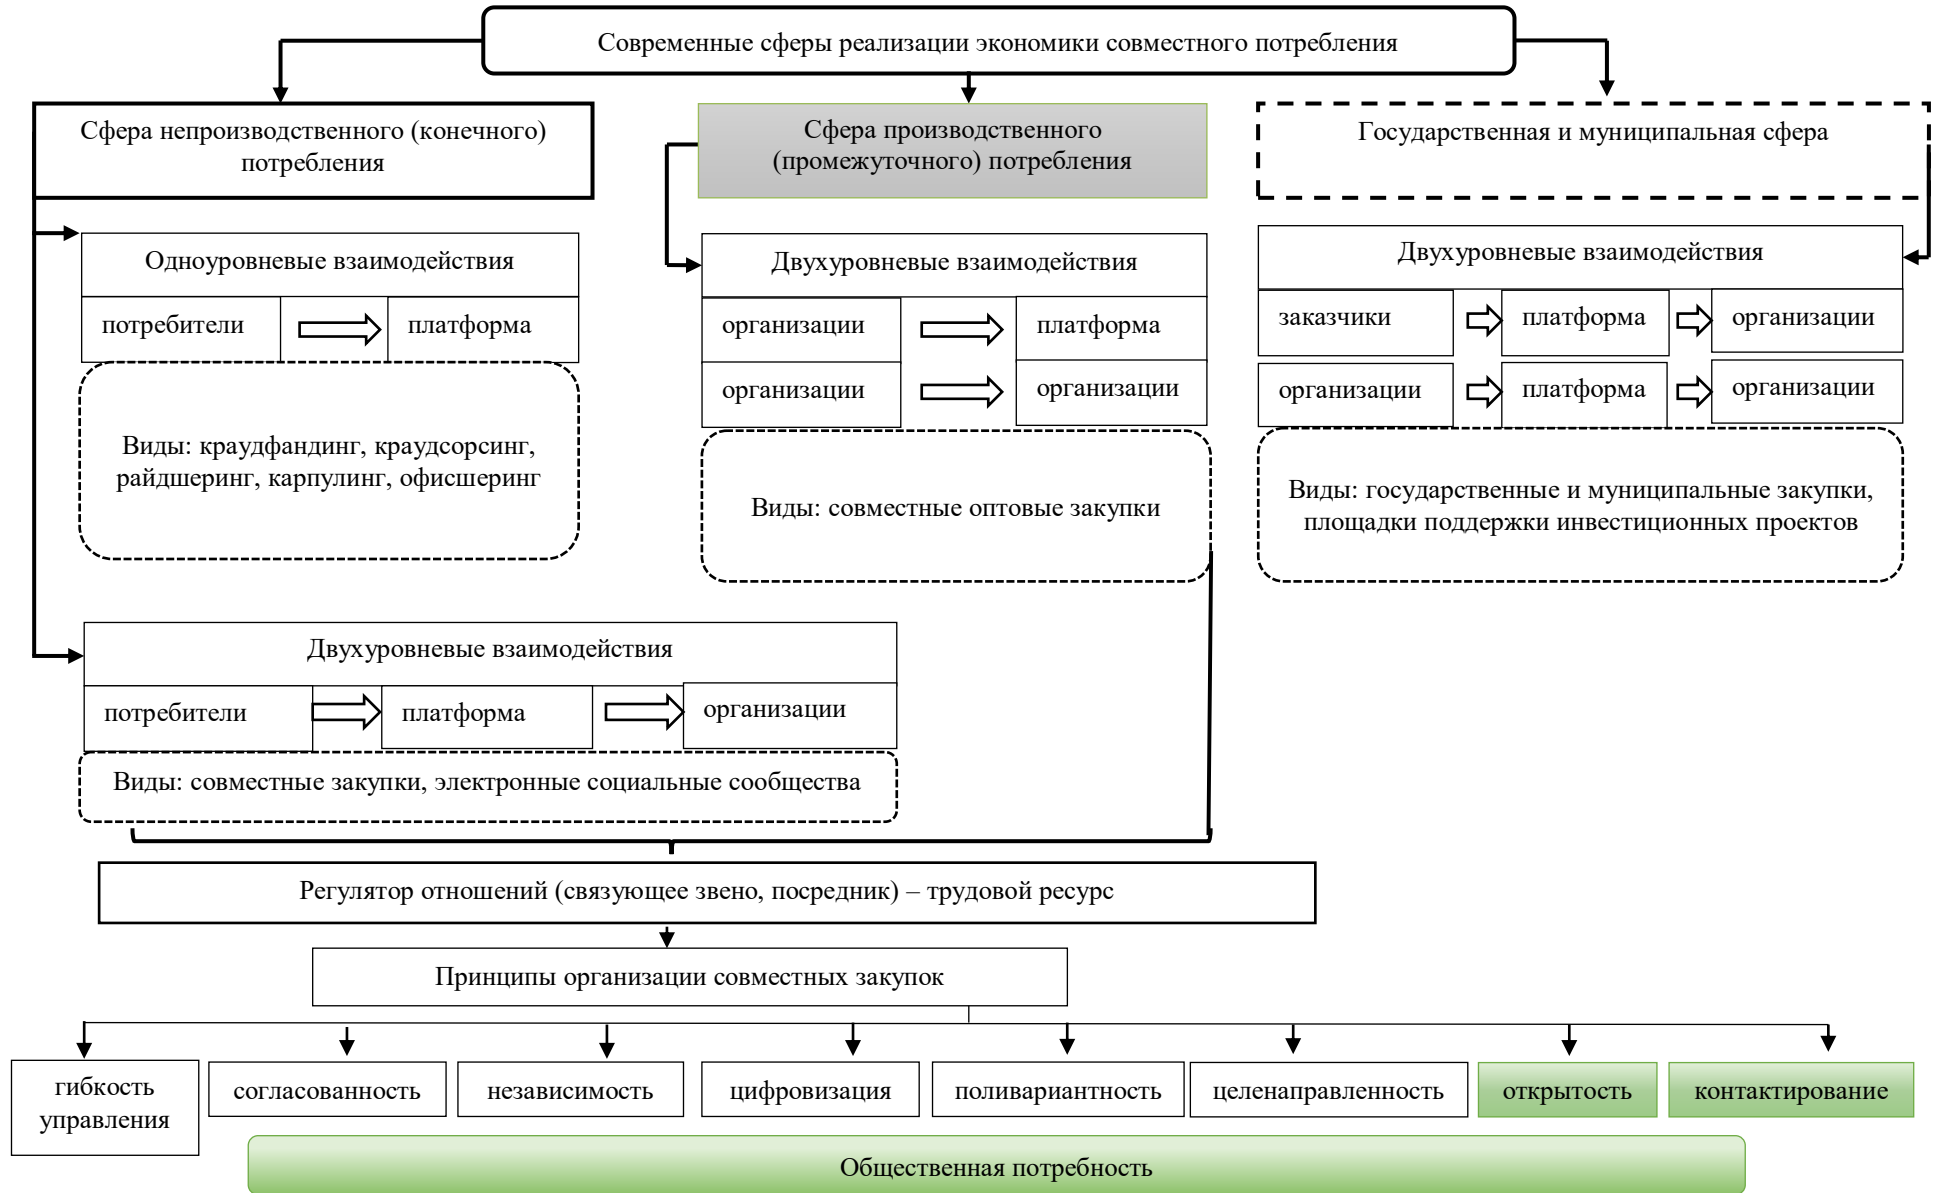 Современные сферы реализации экономики совместного потребления
Сфера непроизводственного (конечного)
потребления
Сфера производственного
(промежуточного) потребления
Государственная и муниципальная сфера
Одноуровневые взаимодействия
потребители
платформа
Виды: краудфандинг, краудсорсинг,
райдшеринг, карпулинг, офисшеринг
Двухуровневые взаимодействия
организации
платформа
организации
организации
Виды: совместные оптовые закупки
Двухуровневые взаимодействия
заказчики
платформа
организации
организации
платформа
организации
Виды: государственные и муниципальные закупки,
площадки поддержки инвестиционных проектов
Двухуровневые взаимодействия
потребители
платформа
организации
Виды: совместные закупки, электронные социальные сообщества
Регулятор отношений (связующее звено, посредник) – трудовой ресурс
Принципы организации совместных закупок
гибкость
управления
согласованность
независимость
цифровизация
поливариантность
целенаправленность
открытость
контактирование
Общественная потребность